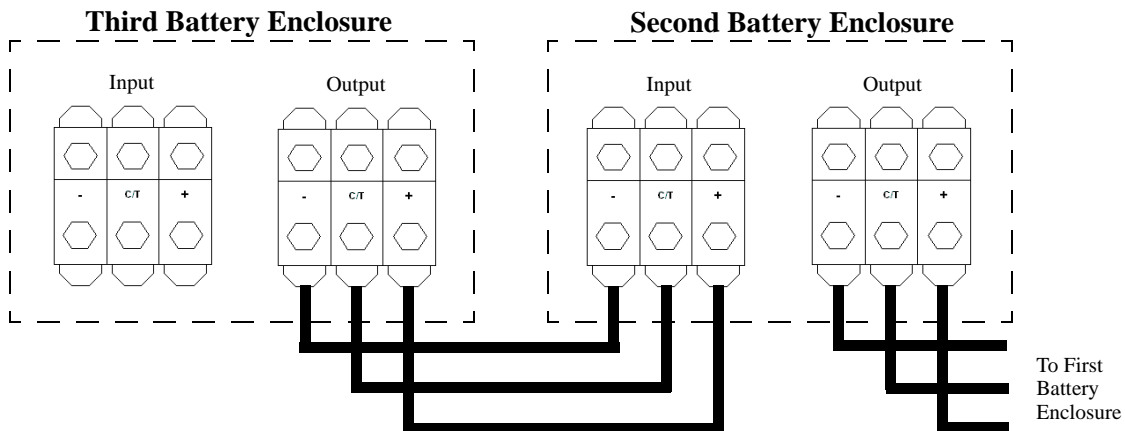 Third Battery Enclosure
Second Battery Enclosure
Input
Output
Input
Output
- C/T +
- C/T +
- C/T +
- C/T +
To First
Battery
Enclosure